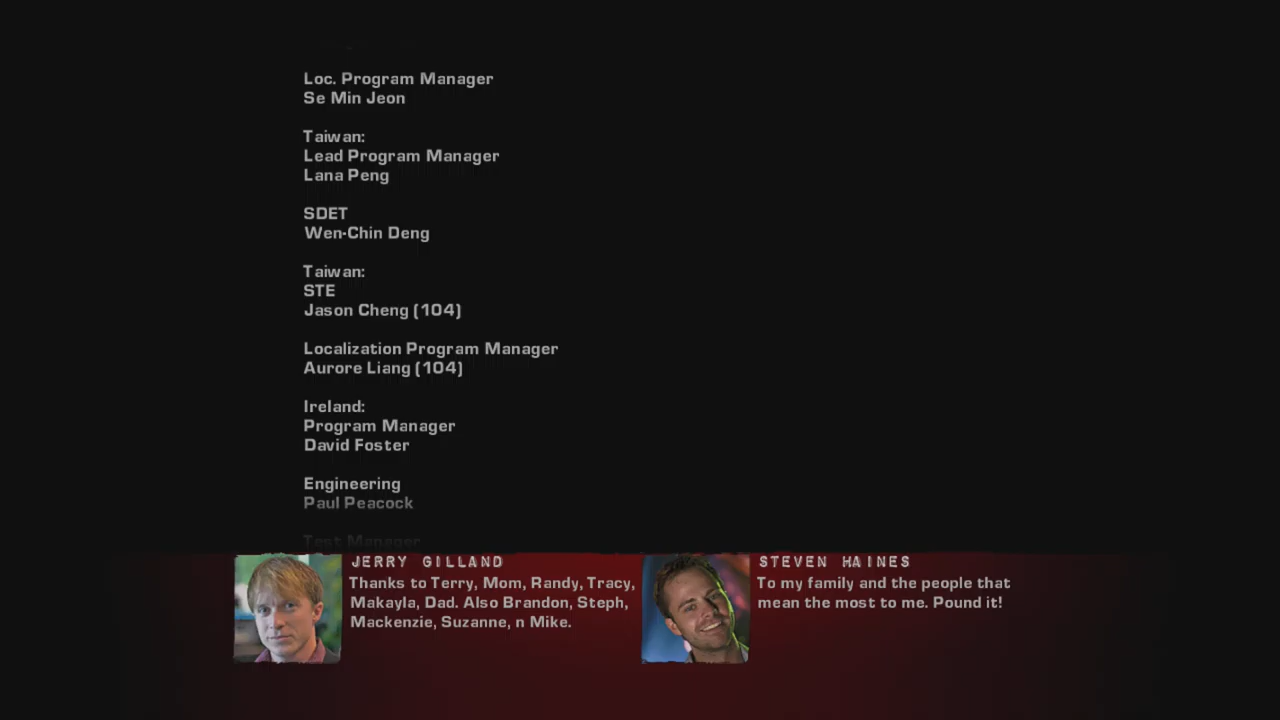 Loc. Program Manager
Se Min Jeon
Taiwan:
Lead Program Manager
Lana Peng
SDET
Wen-Chin Deng
Taiwan:
STE
Jason Cheng (104)
Localization Program Manager
Aurore Liang (104)
Ireland:
Program Manager
David Foster
Engineering
Paul Peacock
Test Manager
JERRY GILLAND
Thanks to Terry, Mom, Randy, Tracy,
Makayla, Dad. Also Brandon, Steph,
Mackenzie, Suzanne, n Mike.
STEVEN HAINES
To my family and the people that
mean the most to me. Pound it!